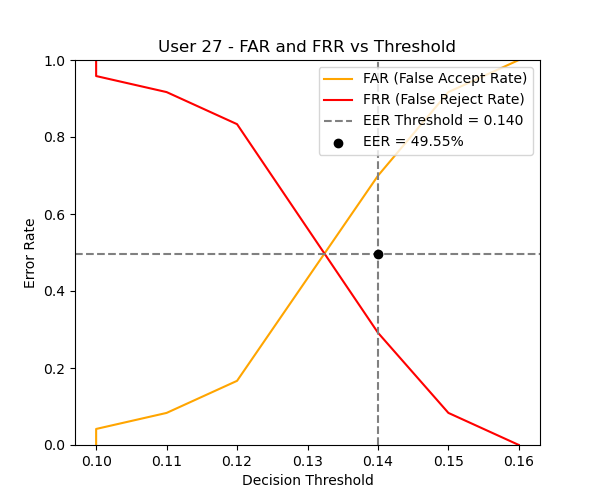 User 27 - FAR and FRR vs Threshold
1.0
0.8
0.6
0.4
0.2
0.0
Error Rate
FAR (False Accept Rate)
FRR (False Reject Rate)
EER Threshold = 0.140
EER = 49.55%
0.10 0.11 0.12 0.13 0.14 0.15 0.16
Decision Threshold